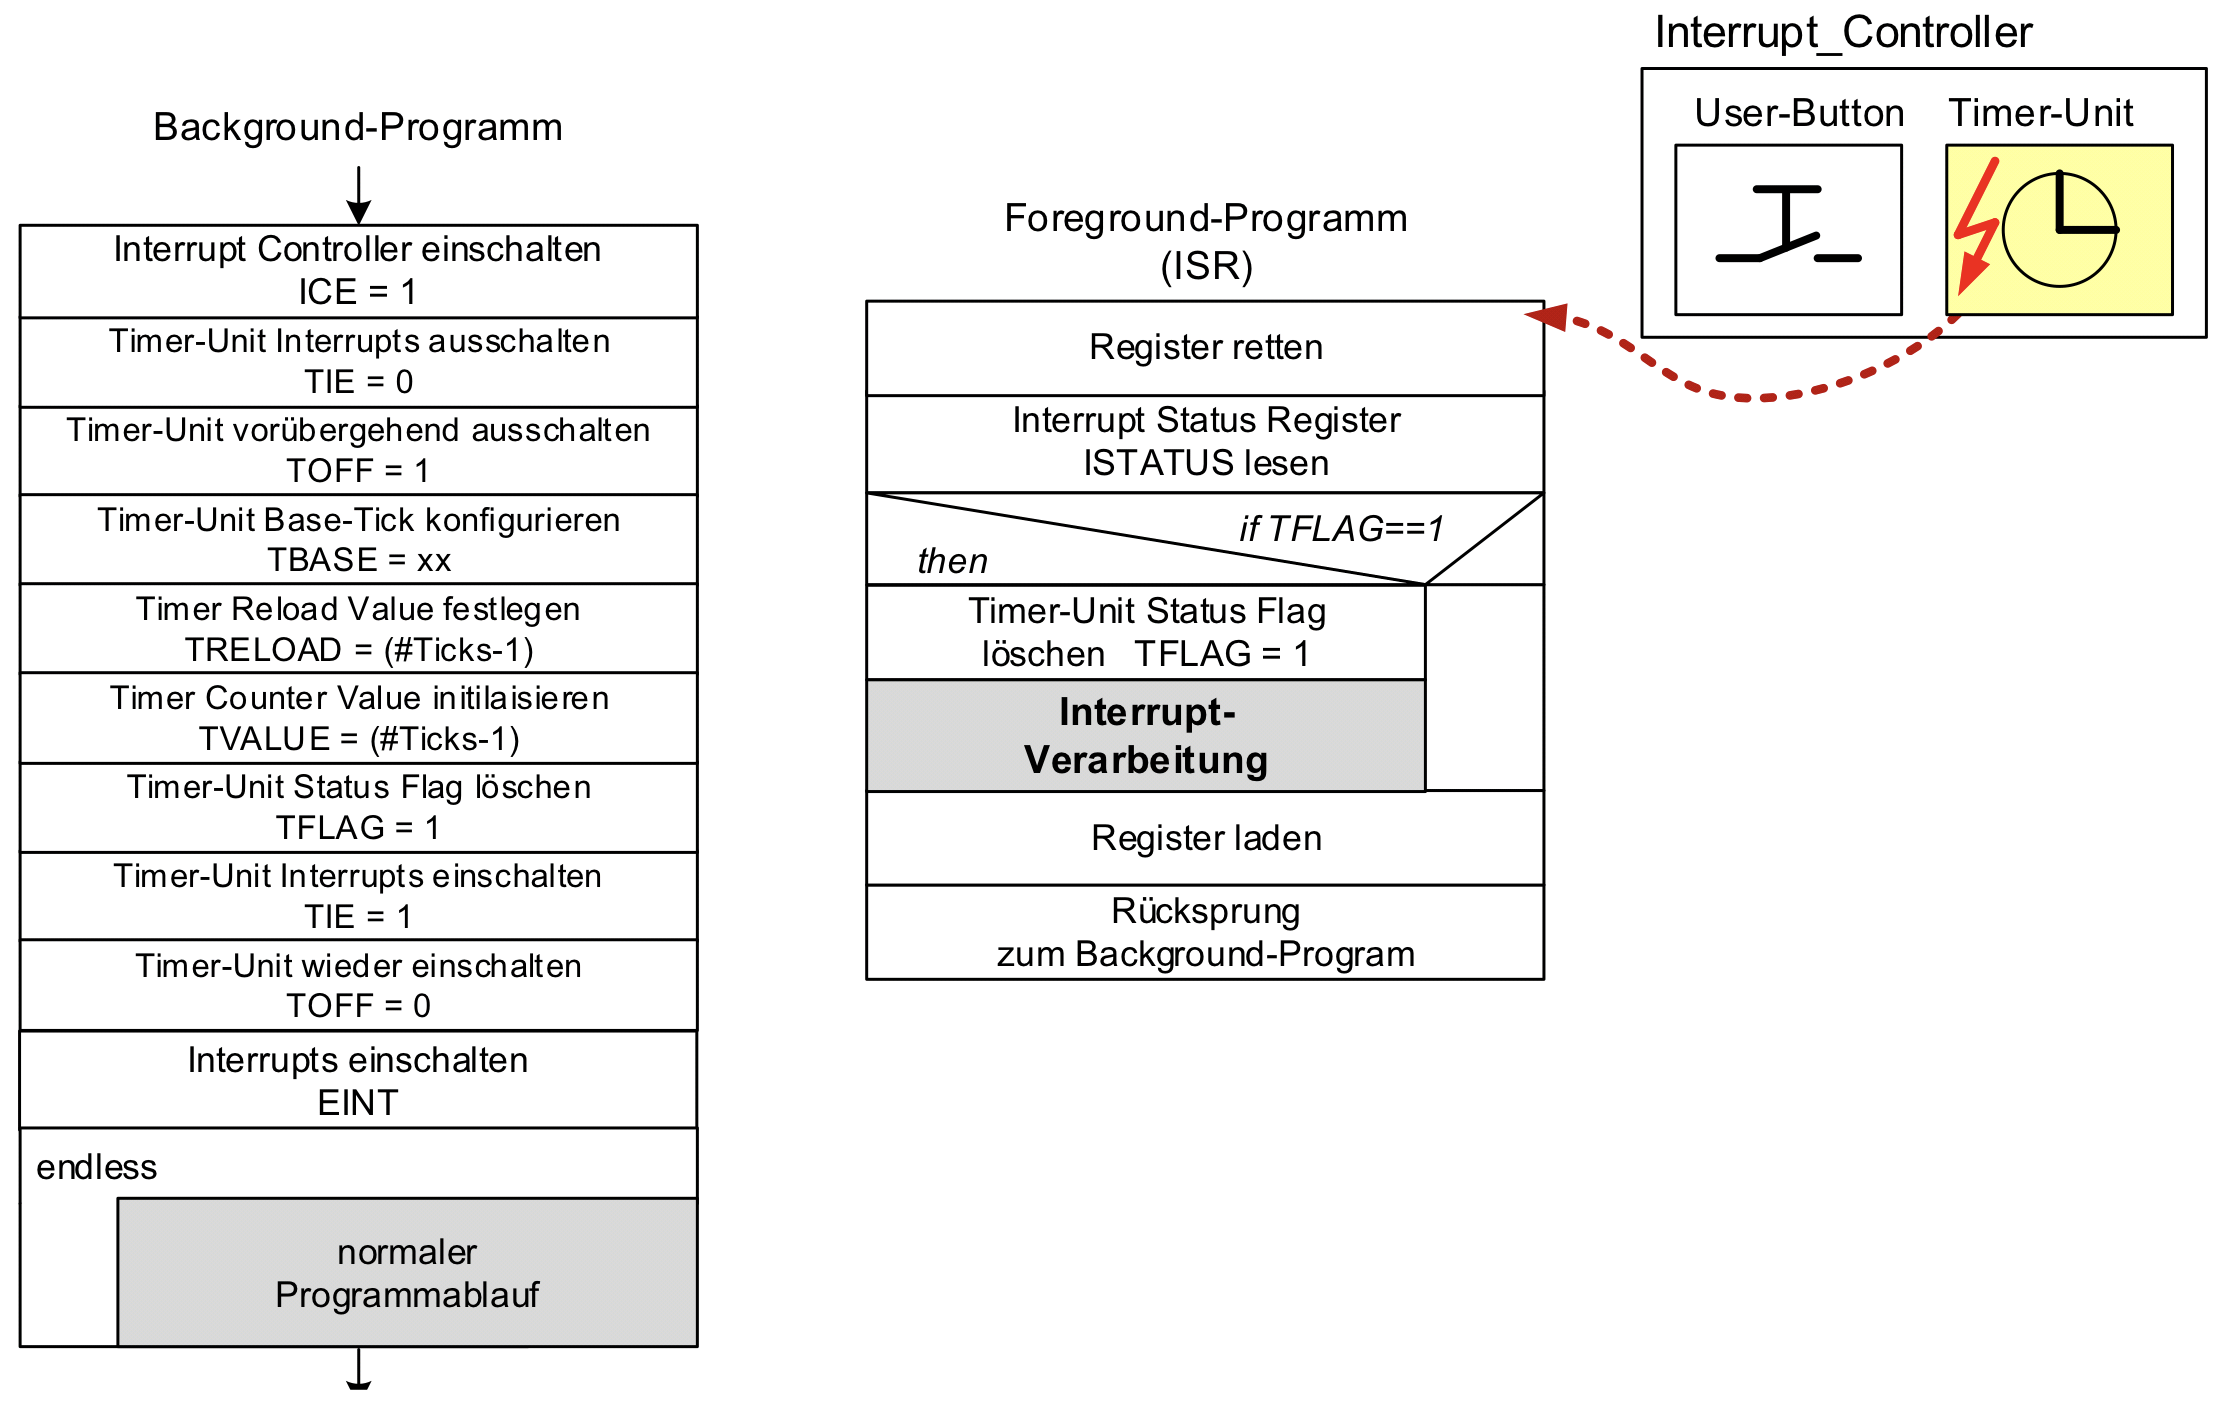 Interrupt_Controller
User-Button
Timer-Unit
Background-Programm
Interrupt Controller einschalten
ICE = 1
Timer-Unit Interrupts ausschalten
TIE = 0
Timer-Unit vorübergehend ausschalten
TOFF = 1
Timer-Unit Base-Tick konfigurieren
TBASE = xx
Timer Reload Value festlegen
TRELOAD = (#Ticks-1)
Timer Counter Value initilaisieren
TVALUE = (#Ticks-1)
Timer-Unit Status Flag löschen
TFLAG = 1
Timer-Unit Interrupts einschalten
TIE = 1
Timer-Unit wieder einschalten
TOFF = 0
Interrupts einschalten
EINT
endless
normaler
Programmablauf
Foreground-Programm
(ISR)
Register retten
Interrupt Status Register
ISTATUS lesen
if TFLAG==1
then
Timer-Unit Status Flag
löschen TFLAG = 1
Interrupt-
Verarbeitung
Register laden
Rücksprung
zum Background-Program